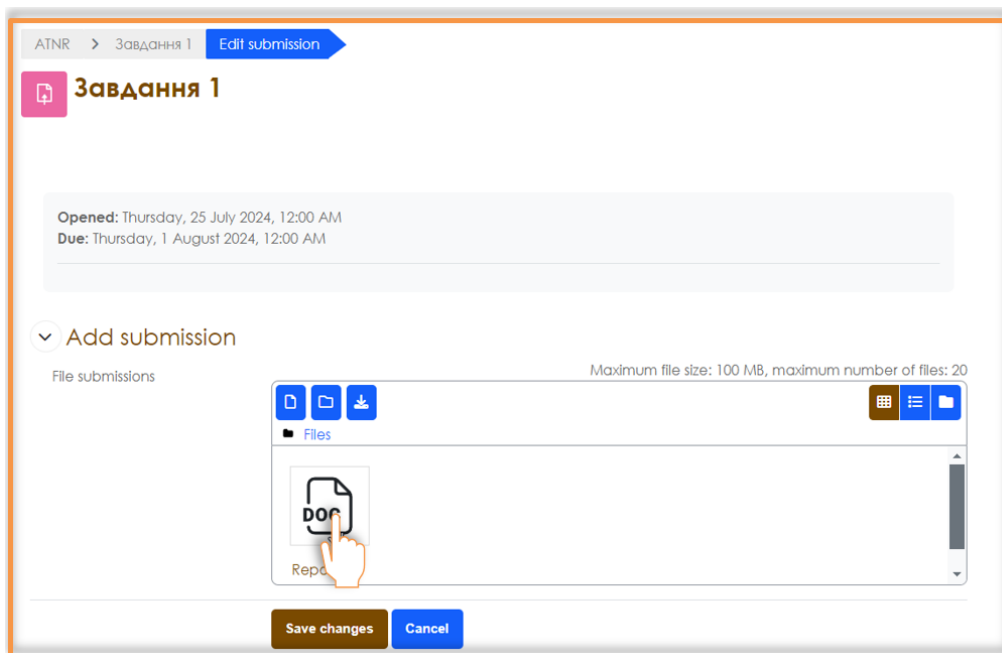 ATNR > Завдання 1 Edit submission
Завдання 1
Opened: Thursday, 25 July 2024, 12:00 AM
Due: Thursday, 1 August 2024, 12:00 AM
Add submission
File submissions
Maximum file size: 100 MB, maximum number of files: 20
Files
DOC
Save changes Cancel